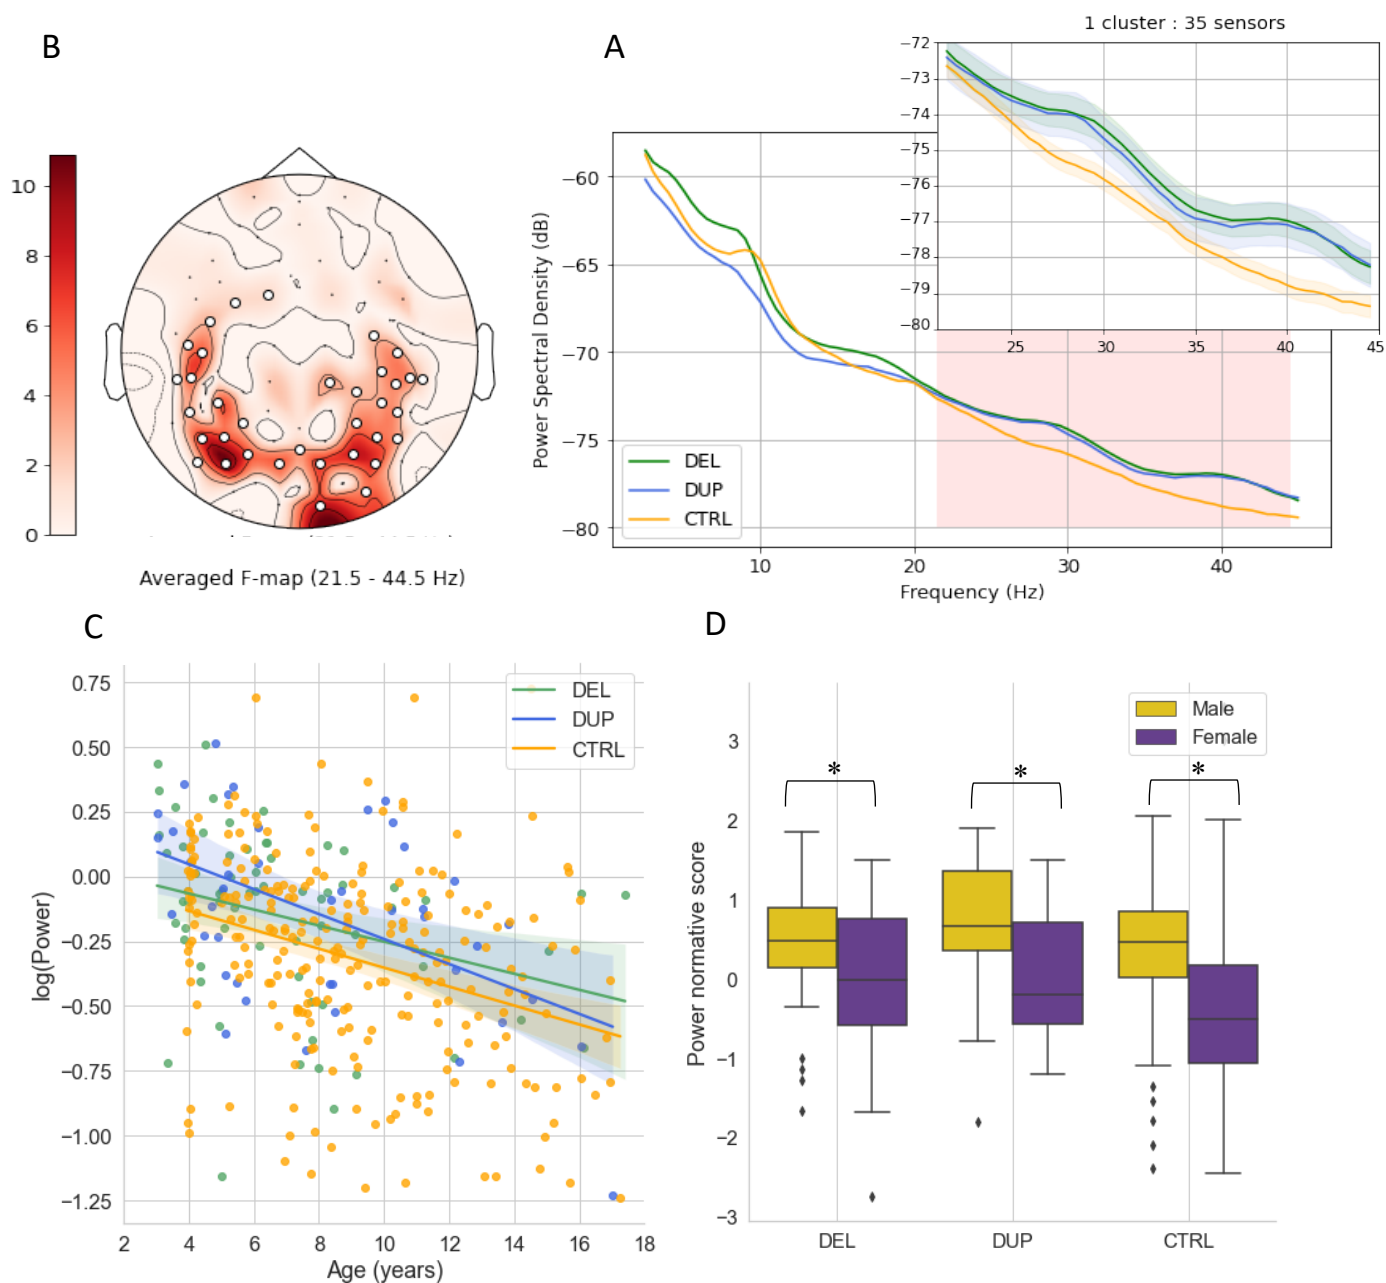 B
A
1 cluster : 35 sensors
−72
−73
−74
−75
−76
−77
−78
−79
−80
25 30 35 40 45
10
8
6
4
2
0
Averaged F-map (21.5 - 44.5 Hz)
Power Spectral Density (dB)
−60
−65
−70
−75
−80
DEL
DUP
CTRL
10 20 30 40
Frequency (Hz)
C
log(Power)
0.75
0.50
0.25
0.00
−0.25
−0.50
−0.75
−1.00
−1.25
DEL
DUP
CTRL
2 4 6 8 10 12 14 16 18
Age (years)
D
Power normative score
3
2
1
0
−1
−2
−3
Male
Female
* * *
DEL DUP CTRL